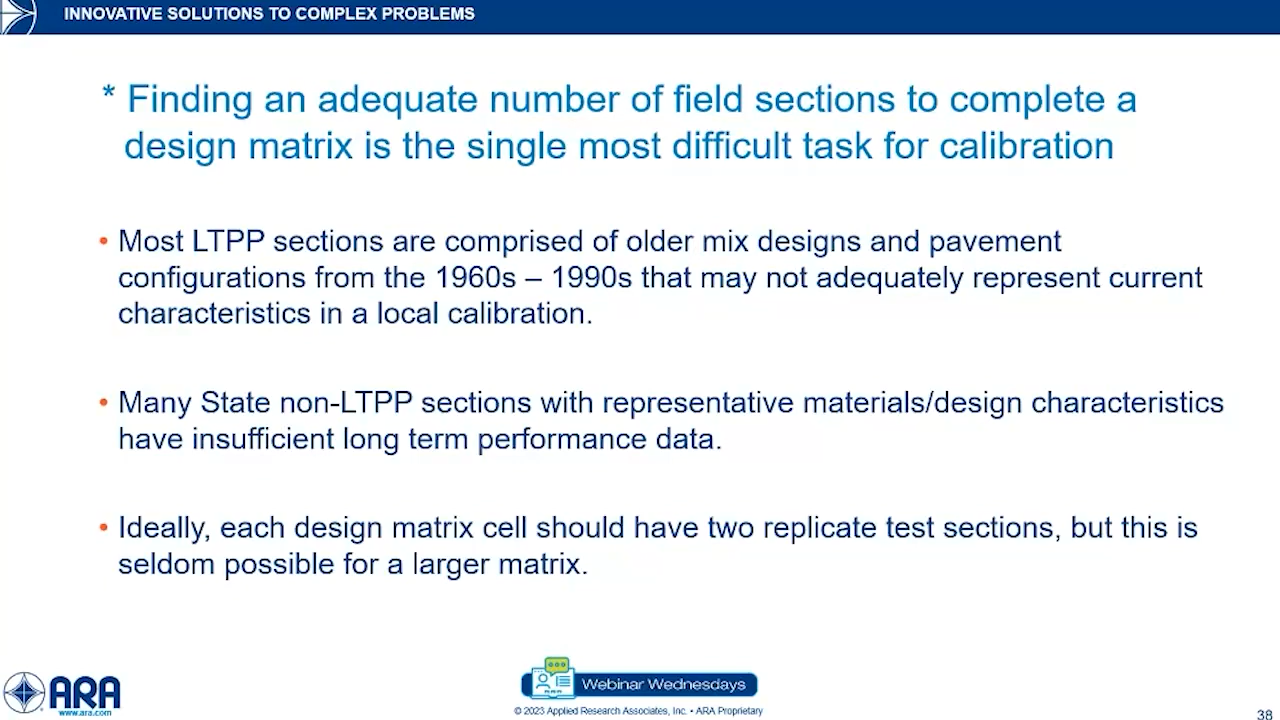 INNOVATIVE SOLUTIONS TO COMPLEX PROBLEMS
* Finding an adequate number of field sections to complete a
design matrix is the single most difficult task for calibration
• Most LTPP sections are comprised of older mix designs and pavement
configurations from the 1960s – 1990s that may not adequately represent current
characteristics in a local calibration.
• Many State non-LTPP sections with representative materials/design characteristics
have insufficient long term performance data.
• Ideally, each design matrix cell should have two replicate test sections, but this is
seldom possible for a larger matrix.
ARA
www.ara.com
Webinar Wednesdays
© 2023 Applied Research Associates, Inc. • ARA Proprietary
38